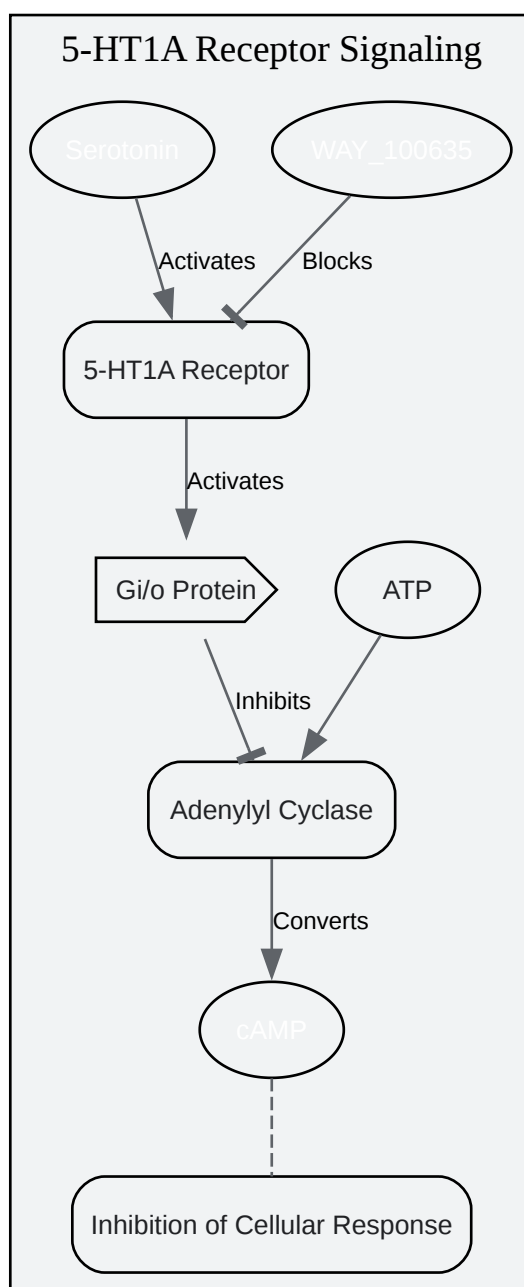 5-HT1A Receptor Signaling
Serotonin
WAY_100635
Activates
Blocks
5-HT1A Receptor
Activates
Gi/o Protein
ATP
Inhibits
Adenylyl Cyclase
Converts
cAMP
Inhibition of Cellular Response